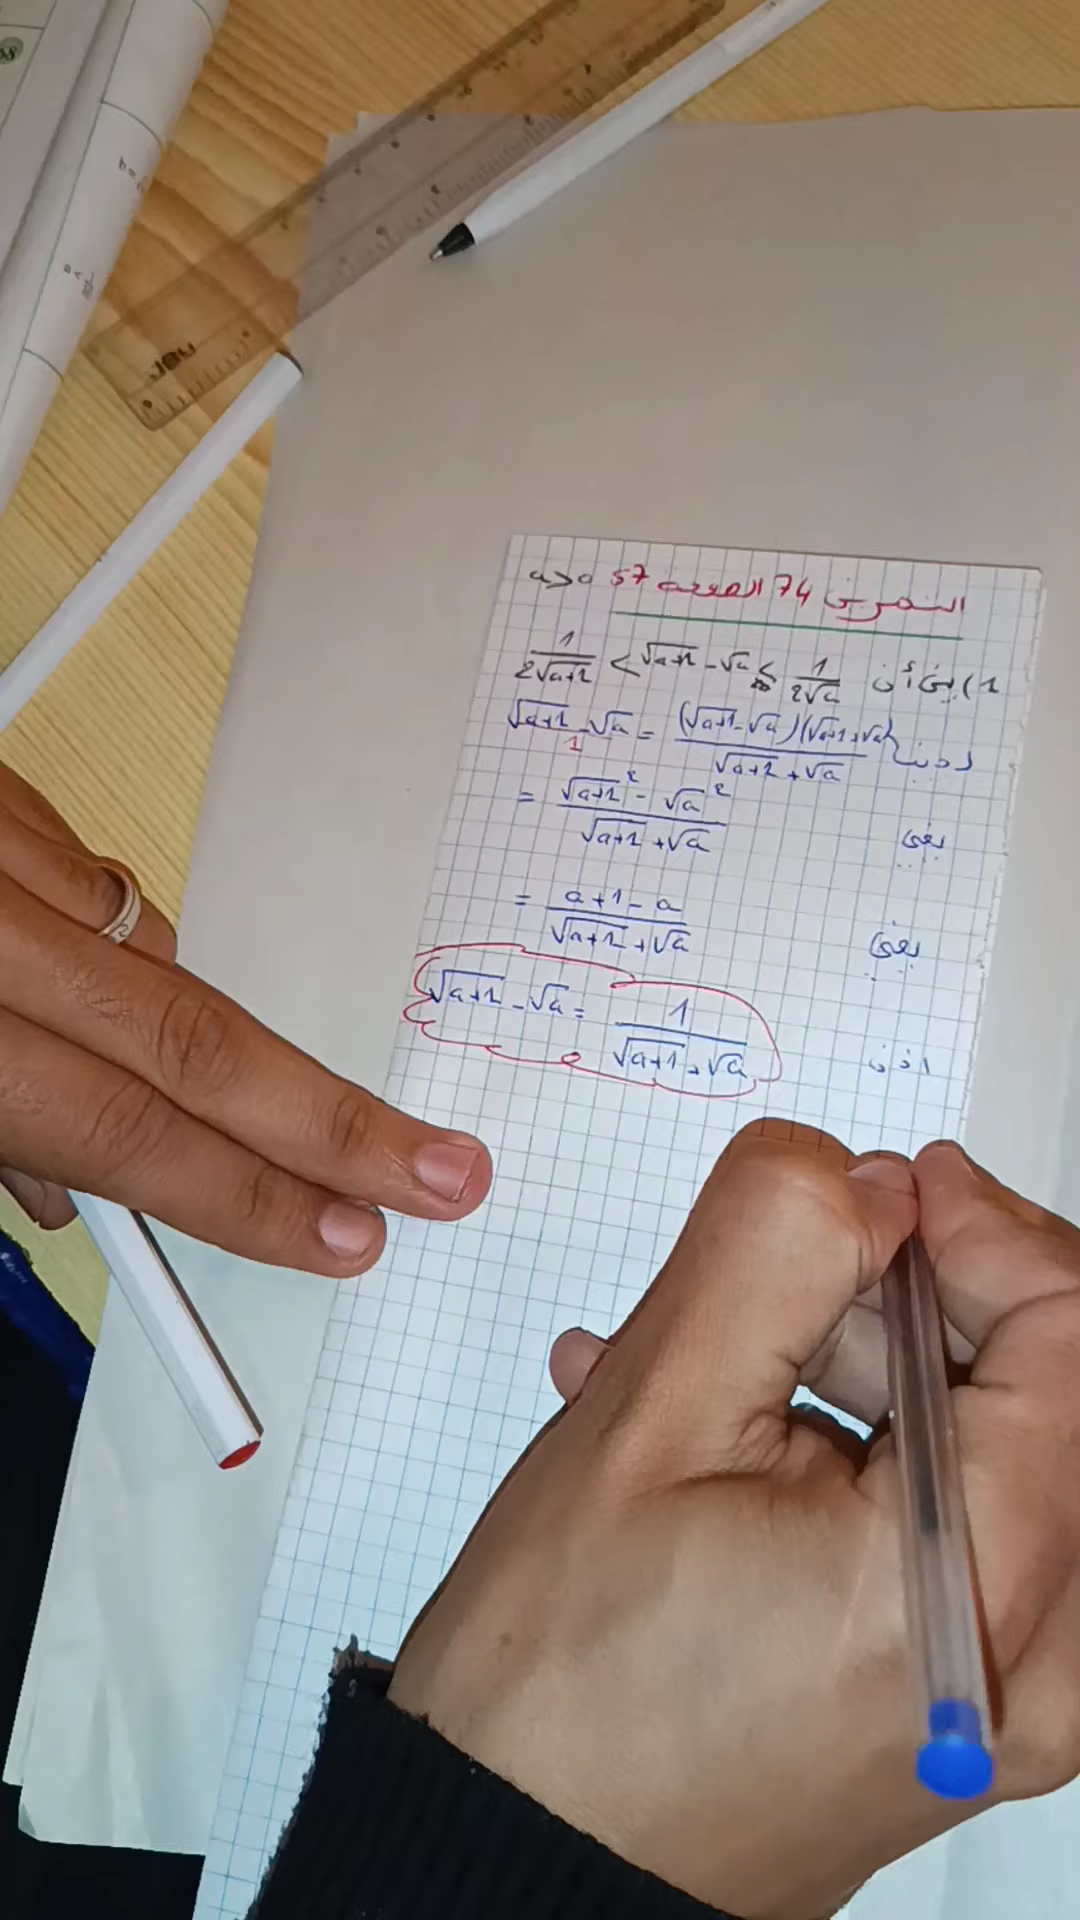 التمرين 74 الصفحة 57 a>0
1) بين أن 1/(2√(a+1)) < √(a+1) - √a < 1/(2√a)
لدينا √(a+1) - √a = (√(a+1) - √a)(√(a+1) + √a) / (√(a+1) + √a)
1
يعني = (√(a+1)² - √a²) / (√(a+1) + √a)
يعني = (a+1-a) / (√(a+1) + √a)
اذن √(a+1) - √a = 1 / (√(a+1) + √a)